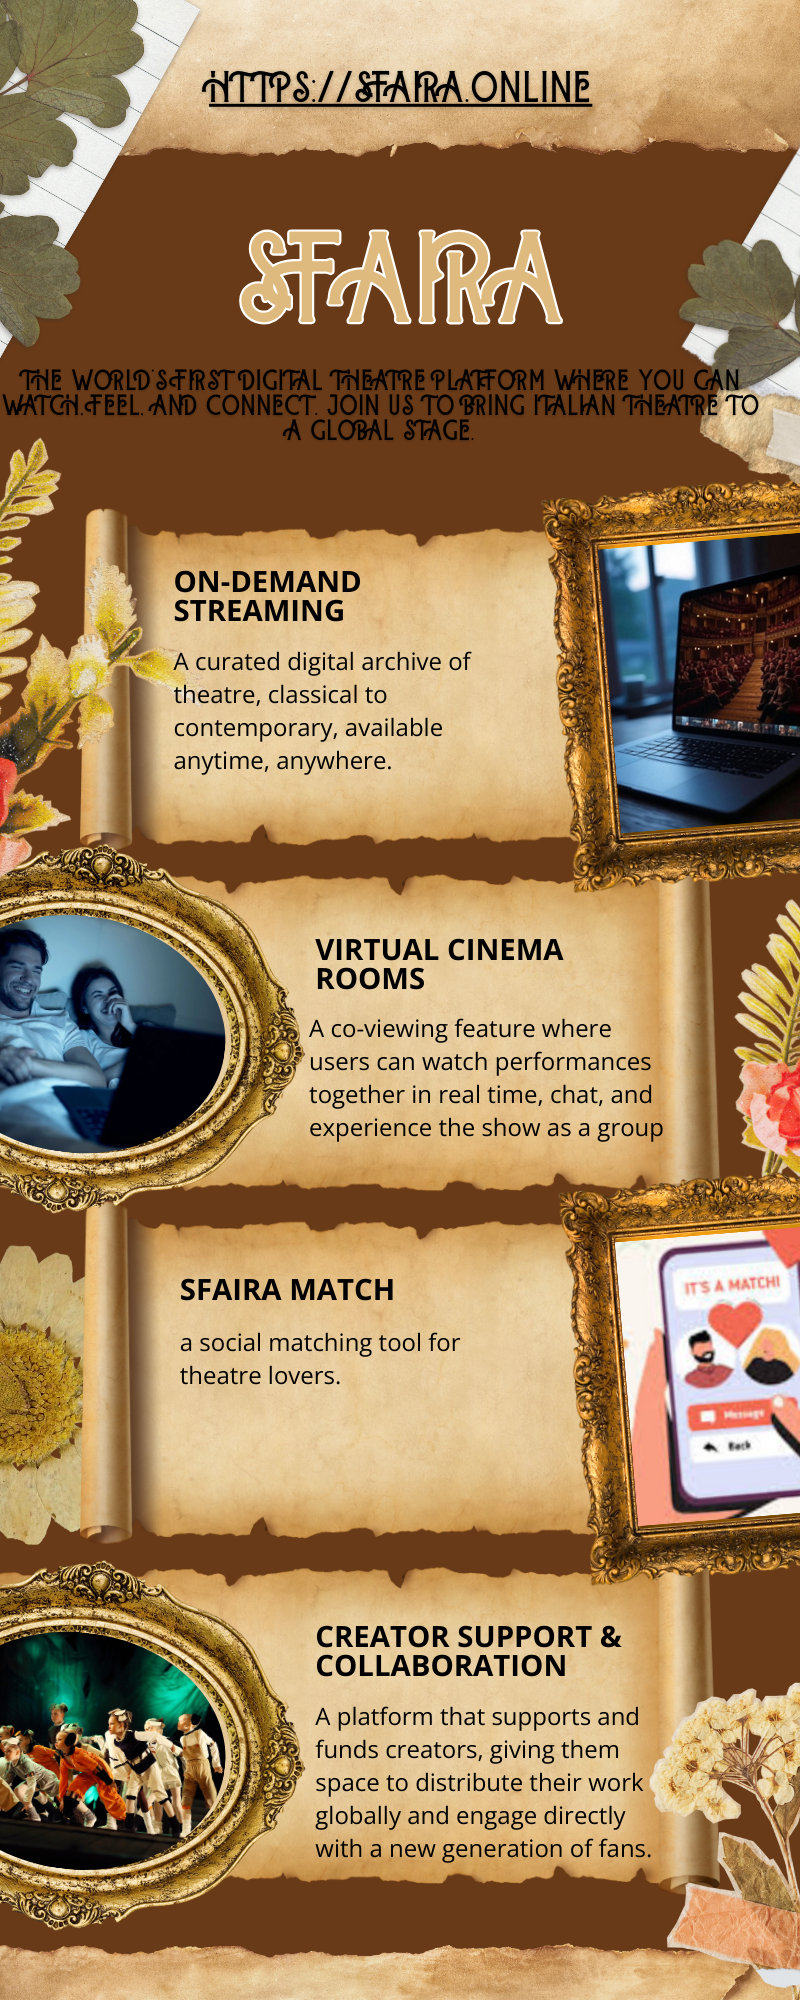 HTTPS://SFAIRA.ONLINE
SFAIRA
THE WORLD'S FIRST DIGITAL THEATRE PLATFORM WHERE YOU CAN
WATCH, FEEL, AND CONNECT. JOIN US TO BRING ITALIAN THEATRE TO
A GLOBAL STAGE.
ON-DEMAND
STREAMING
A curated digital archive of
theatre, classical to
contemporary, available
anytime, anywhere.
VIRTUAL CINEMA
ROOMS
A co-viewing feature where
users can watch performances
together in real time, chat, and
experience the show as a group
SFAIRA MATCH
a social matching tool for
theatre lovers.
IT'S A MATCH!
Message
Back
CREATOR SUPPORT &
COLLABORATION
A platform that supports and
funds creators, giving them
space to distribute their work
globally and engage directly
with a new generation of fans.